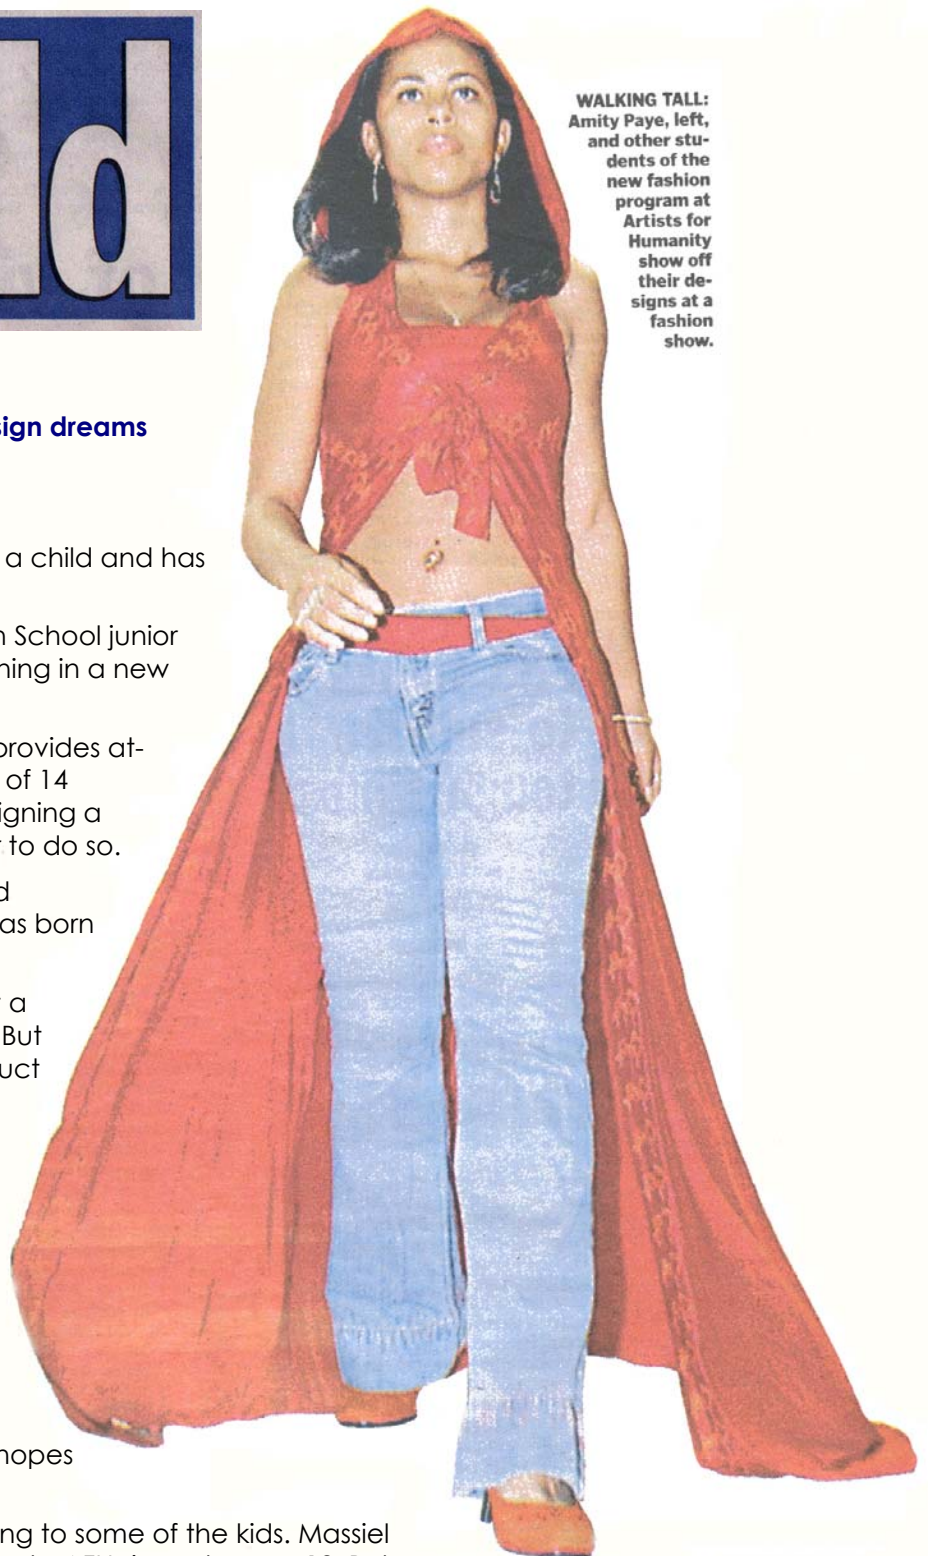 ld
WALKING TALL:
Amity Paye, left,
and other stu-
dents of the
new fashion
program at
Artists for
Humanity
show off
their de-
signs at a
fashion
show.
sign dreams
a child and has
School junior
ning in a new
provides at-
of 14
igning a
to do so.
as born
a
But
uct
hopes
ng to some of the kids. Massiel